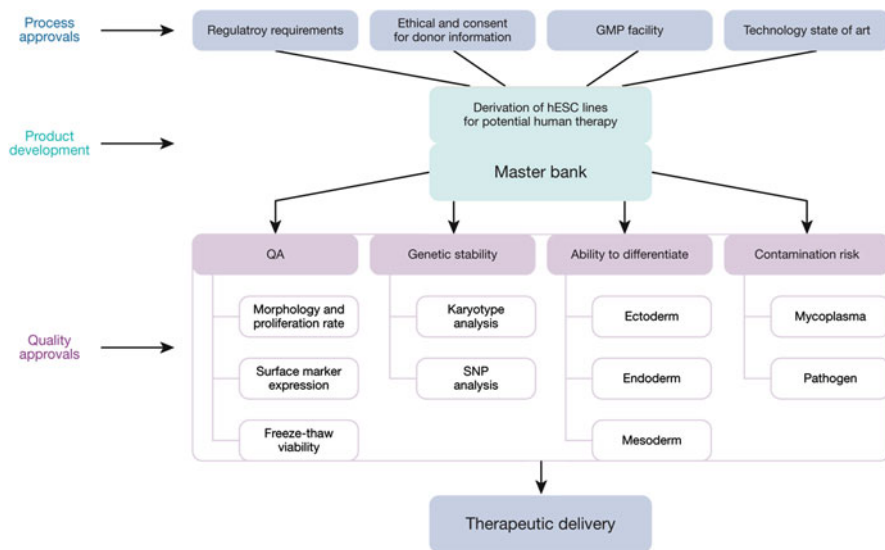 Process
approvals
Regulatroy requirements
Ethical and consent
for donor information
GMP facility
Technology state of art
Product
development
Derivation of hESC lines
for potential human therapy
Master bank
Quality
approvals
QA
Genetic stability
Ability to differentiate
Contamination risk
Morphology and
proliferation rate
Karyotype
analysis
Ectoderm
Mycoplasma
Surface marker
expression
SNP
analysis
Endoderm
Pathogen
Freeze-thaw
viability
Mesoderm
Therapeutic delivery